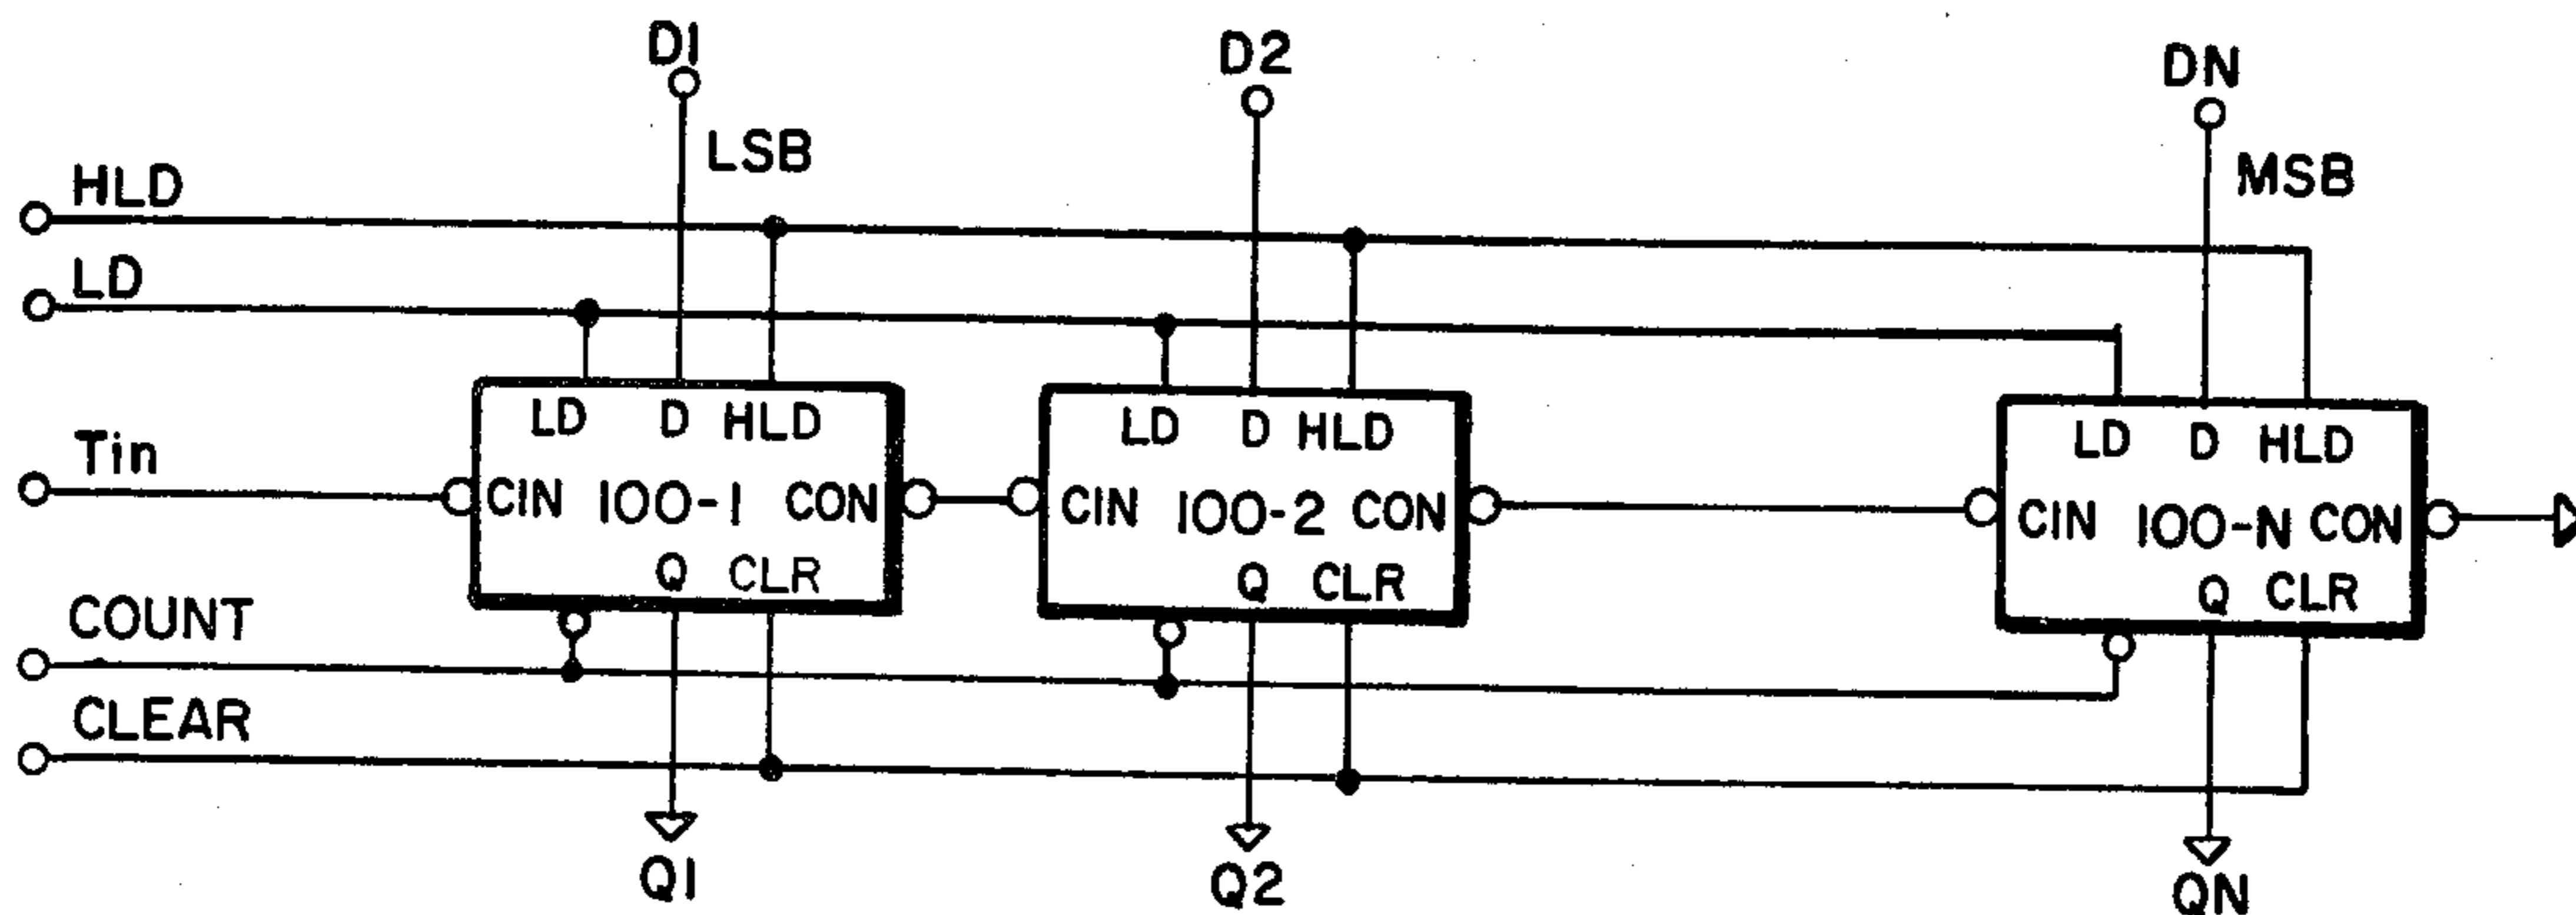 D1
D2
DN
LSB
MSB
HLD
LD
LD D HLD
LD D HLD
LD D HLD
Tin
CIN 100-1 CON
CIN 100-2 CON
CIN 100-N CON
Q CLR
Q CLR
Q CLR
COUNT
CLEAR
Q1
Q2
QN